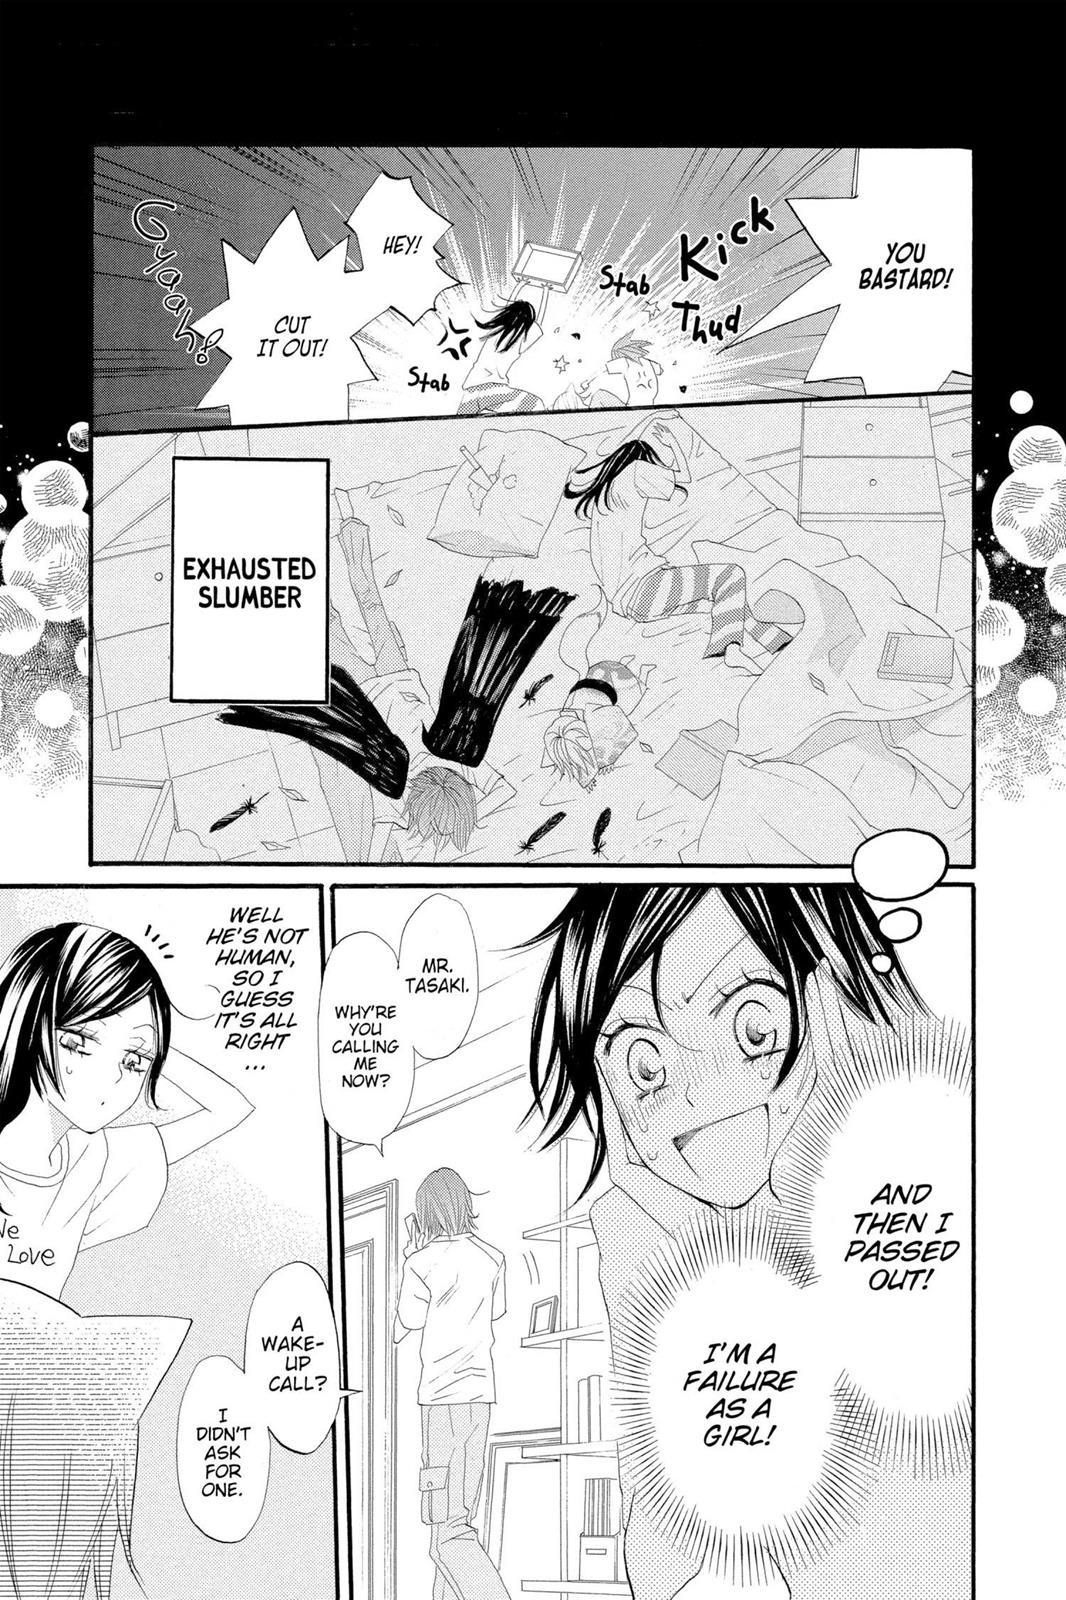 YOU
BASTARD!
Kick
Thud
Stab
HEY!
Stab
CUT
IT OUT!
Gyaah!
EXHAUSTED
SLUMBER
AND
THEN I
PASSED
OUT!
I'M A
FAILURE
AS A
GIRL!
MR.
TASAKI.
WHY'RE
YOU
CALLING
ME
NOW?
A
WAKE-
UP
CALL?
I
DIDN'T
ASK
FOR
ONE.
WELL
HE'S NOT
HUMAN,
SO I
GUESS
IT'S ALL
RIGHT
...
Love